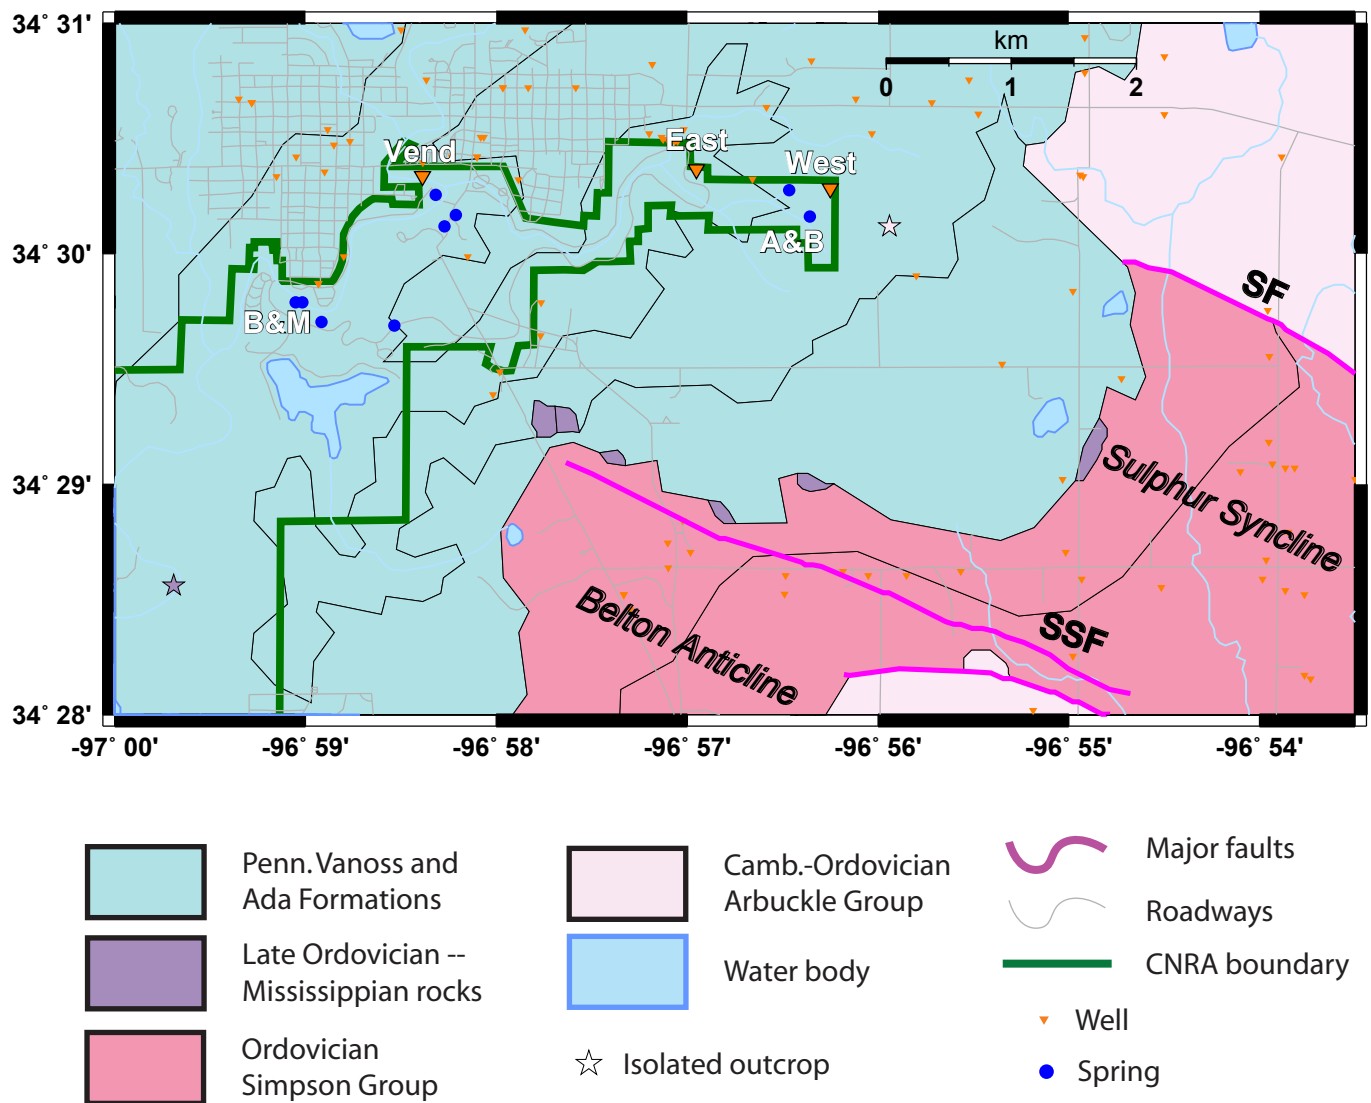 34° 31'
km
0 1 2
Vend
East
West
34° 30'
A&B
SF
B&M
34° 29'
Sulphur Syncline
Belton Anticline
SSF
34° 28'
-97° 00' -96° 59' -96° 58' -96° 57' -96° 56' -96° 55' -96° 54'
Penn. Vanoss and
Ada Formations
Late Ordovician --
Mississippian rocks
Ordovician
Simpson Group
Camb.-Ordovician
Arbuckle Group
Water body
Isolated outcrop
Major faults
Roadways
CNRA boundary
Well
Spring